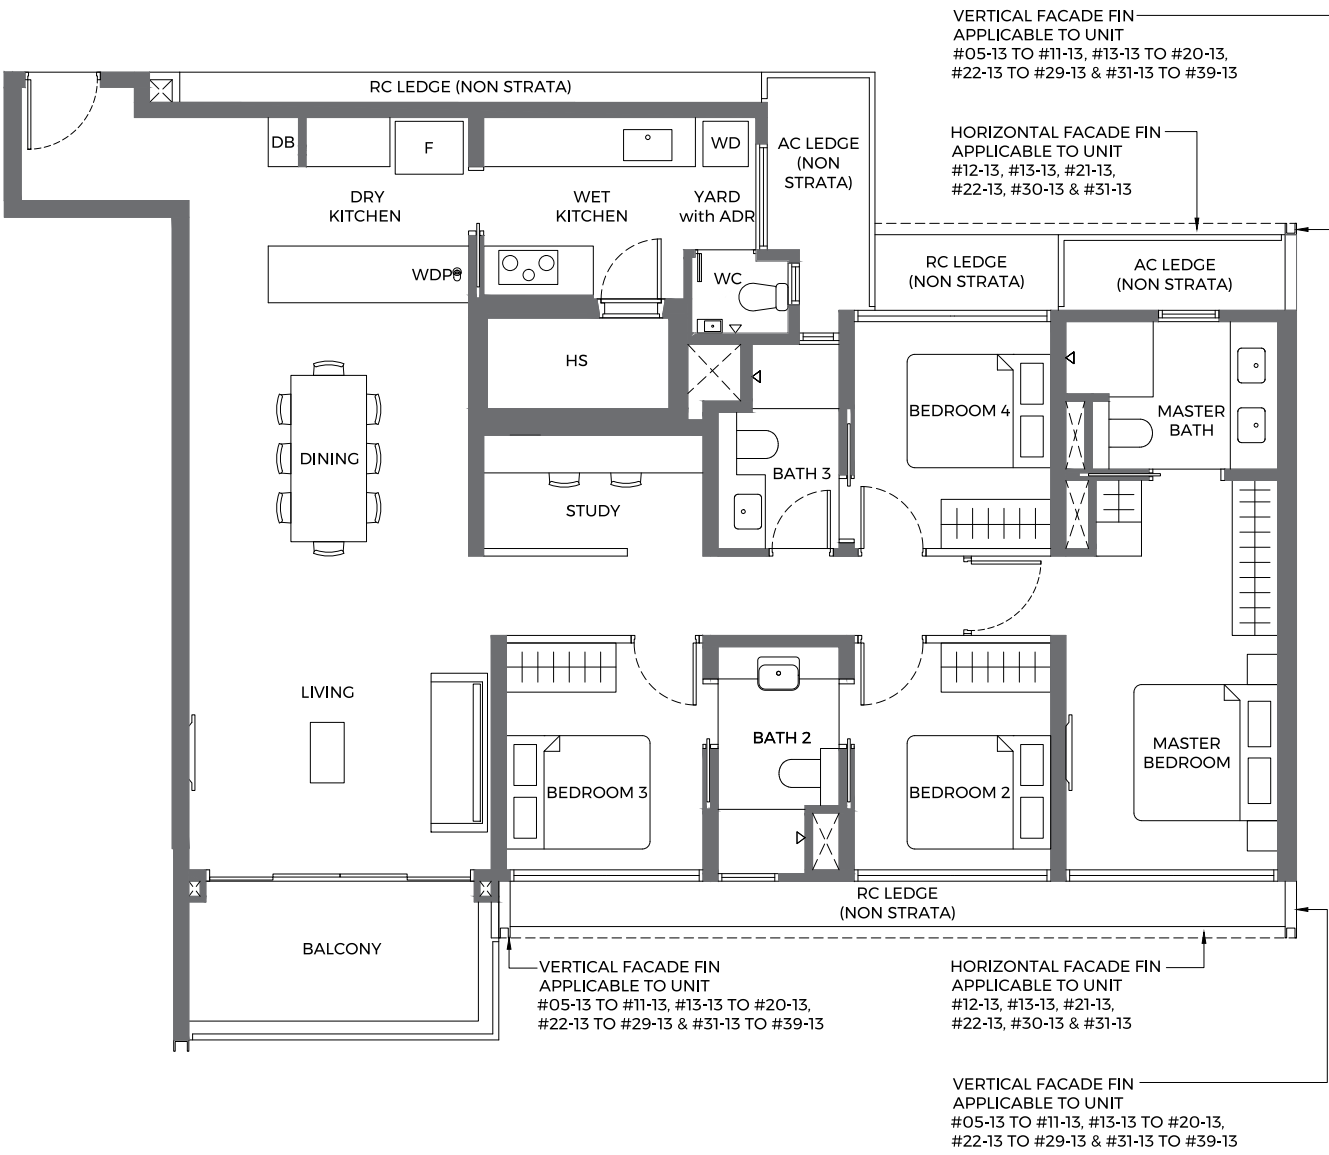 VERTICAL FACADE FIN
APPLICABLE TO UNIT
#05-13 TO #11-13, #13-13 TO #20-13,
#22-13 TO #29-13 & #31-13 TO #39-13
RC LEDGE (NON STRATA)
HORIZONTAL FACADE FIN
APPLICABLE TO UNIT
#12-13, #13-13, #21-13,
#22-13, #30-13 & #31-13
DB
F
WD
AC LEDGE
(NON
STRATA)
DRY
KITCHEN
WET
KITCHEN
YARD
with ADR
WDP
WC
RC LEDGE
(NON STRATA)
AC LEDGE
(NON STRATA)
HS
BEDROOM 4
MASTER
BATH
DINING
BATH 3
STUDY
LIVING
BATH 2
MASTER
BEDROOM
BEDROOM 3
BEDROOM 2
RC LEDGE
(NON STRATA)
BALCONY
VERTICAL FACADE FIN
APPLICABLE TO UNIT
#05-13 TO #11-13, #13-13 TO #20-13,
#22-13 TO #29-13 & #31-13 TO #39-13
HORIZONTAL FACADE FIN
APPLICABLE TO UNIT
#12-13, #13-13, #21-13,
#22-13, #30-13 & #31-13
VERTICAL FACADE FIN
APPLICABLE TO UNIT
#05-13 TO #11-13, #13-13 TO #20-13,
#22-13 TO #29-13 & #31-13 TO #39-13